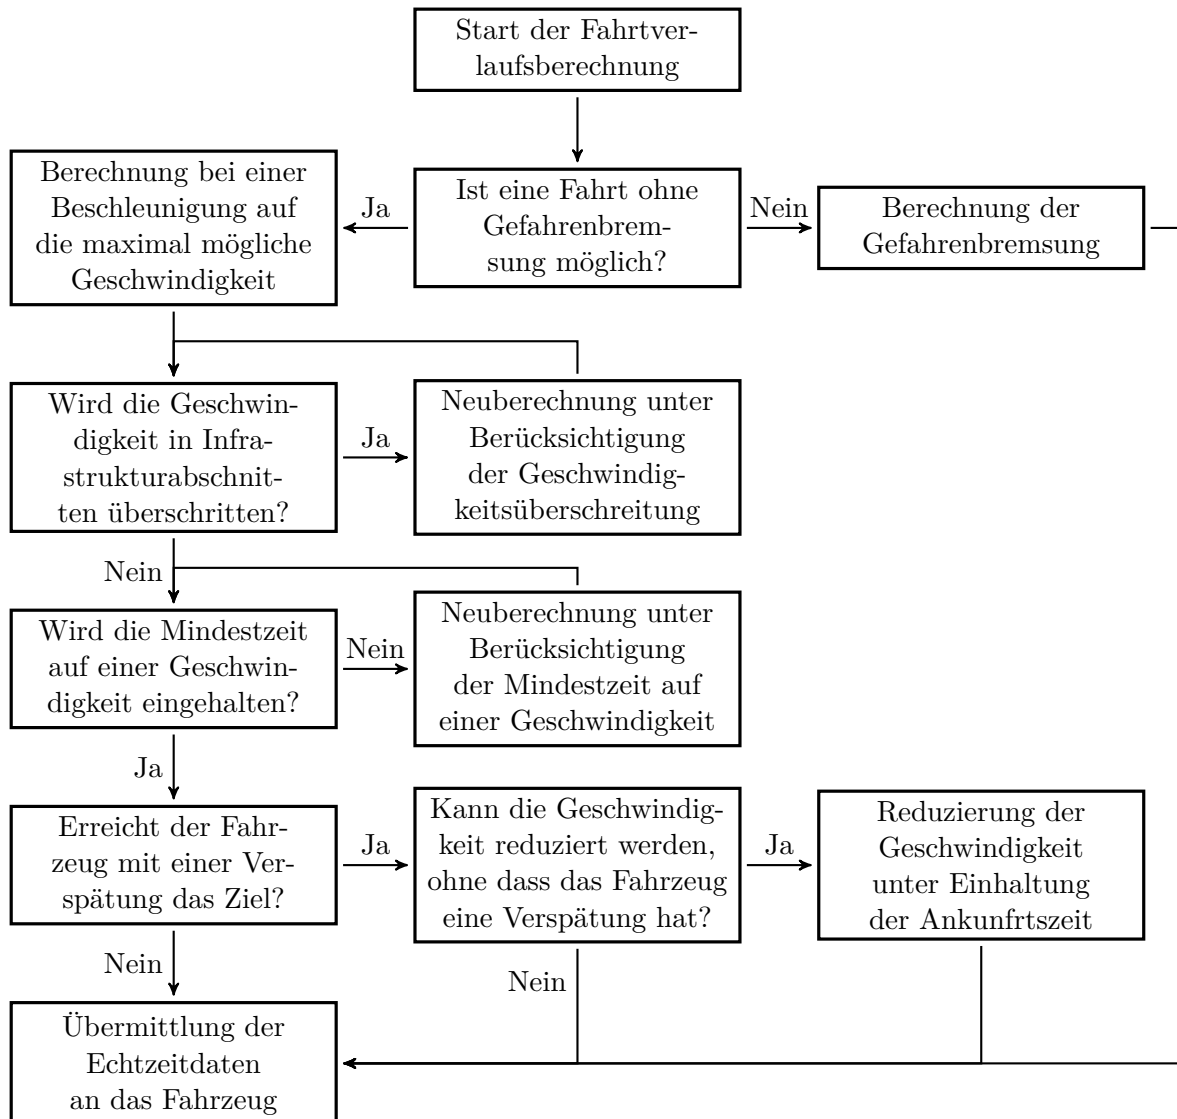 Start der Fahrtver-
laufsberechnung
Berechnung bei einer
Beschleunigung auf
die maximal mögliche
Geschwindigkeit
Ja
Ist eine Fahrt ohne
Gefahrenbrem-
sung möglich?
Nein
Berechnung der
Gefahrenbremsung
Wird die Geschwin-
digkeit in Infra-
strukturabschnit-
ten überschritten?
Ja
Neuberechnung unter
Berücksichtigung
der Geschwindig-
keitsüberschreitung
Nein
Wird die Mindestzeit
auf einer Geschwin-
digkeit eingehalten?
Nein
Neuberechnung unter
Berücksichtigung
der Mindestzeit auf
einer Geschwindigkeit
Ja
Erreicht der Fahr-
zeug mit einer Ver-
spätung das Ziel?
Ja
Kann die Geschwindig-
keit reduziert werden,
ohne dass das Fahrzeug
eine Verspätung hat?
Ja
Reduzierung der
Geschwindigkeit
unter Einhaltung
der Ankunfrtszeit
Nein
Nein
Übermittlung der
Echtzeitdaten
an das Fahrzeug